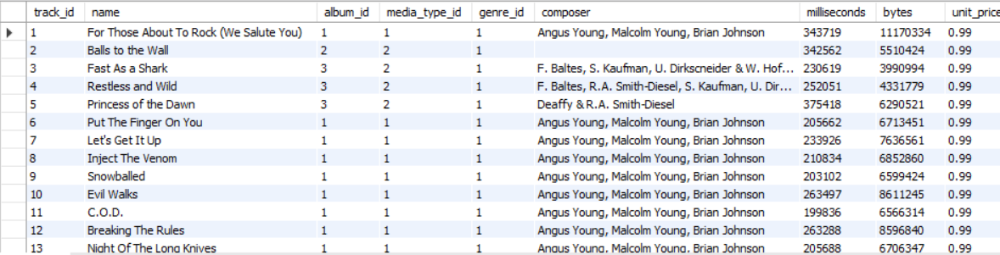 track_id name album_id media_type_id genre_id composer milliseconds bytes unit_price
1 For Those About To Rock (We Salute You) 1 1 1 Angus Young, Malcolm Young, Brian Johnson 343719 11170334 0.99
2 Balls to the Wall 2 2 1 342562 5510424 0.99
3 Fast As a Shark 3 2 1 F. Baltes, S. Kaufman, U. Dirkscneider & W. Hof... 230619 3990994 0.99
4 Restless and Wild 3 2 1 F. Baltes, R.A. Smith-Diesel, S. Kaufman, U. Dir... 252051 4331779 0.99
5 Princess of the Dawn 3 2 1 Deaffy & R.A. Smith-Diesel 375418 6290521 0.99
6 Put The Finger On You 1 1 1 Angus Young, Malcolm Young, Brian Johnson 205662 6713451 0.99
7 Let's Get It Up 1 1 1 Angus Young, Malcolm Young, Brian Johnson 233926 7636561 0.99
8 Inject The Venom 1 1 1 Angus Young, Malcolm Young, Brian Johnson 210834 6852860 0.99
9 Snowballed 1 1 1 Angus Young, Malcolm Young, Brian Johnson 203102 6599424 0.99
10 Evil Walks 1 1 1 Angus Young, Malcolm Young, Brian Johnson 263497 8611245 0.99
11 C.O.D. 1 1 1 Angus Young, Malcolm Young, Brian Johnson 199836 6566314 0.99
12 Breaking The Rules 1 1 1 Angus Young, Malcolm Young, Brian Johnson 263288 8596840 0.99
13 Night Of The Long Knives 1 1 1 Angus Young, Malcolm Young, Brian Johnson 205688 6706347 0.99